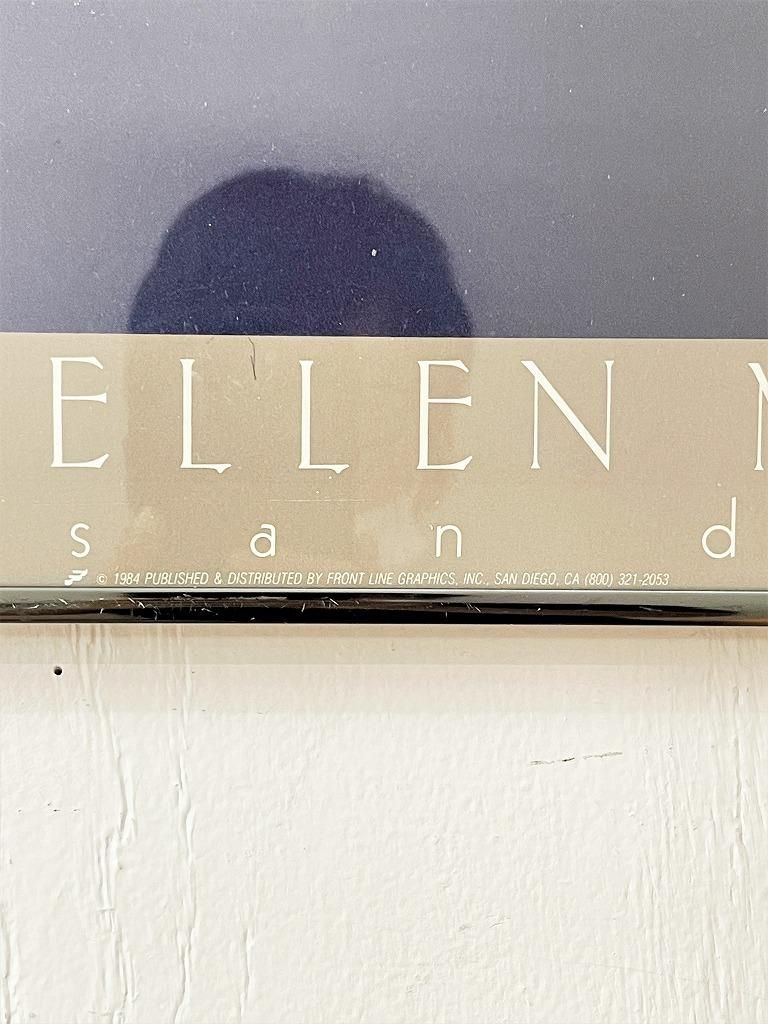 ELLEN
s a n d
© 1984 PUBLISHED & DISTRIBUTED BY FRONT LINE GRAPHICS, INC., SAN DIEGO, CA (800) 321-2053